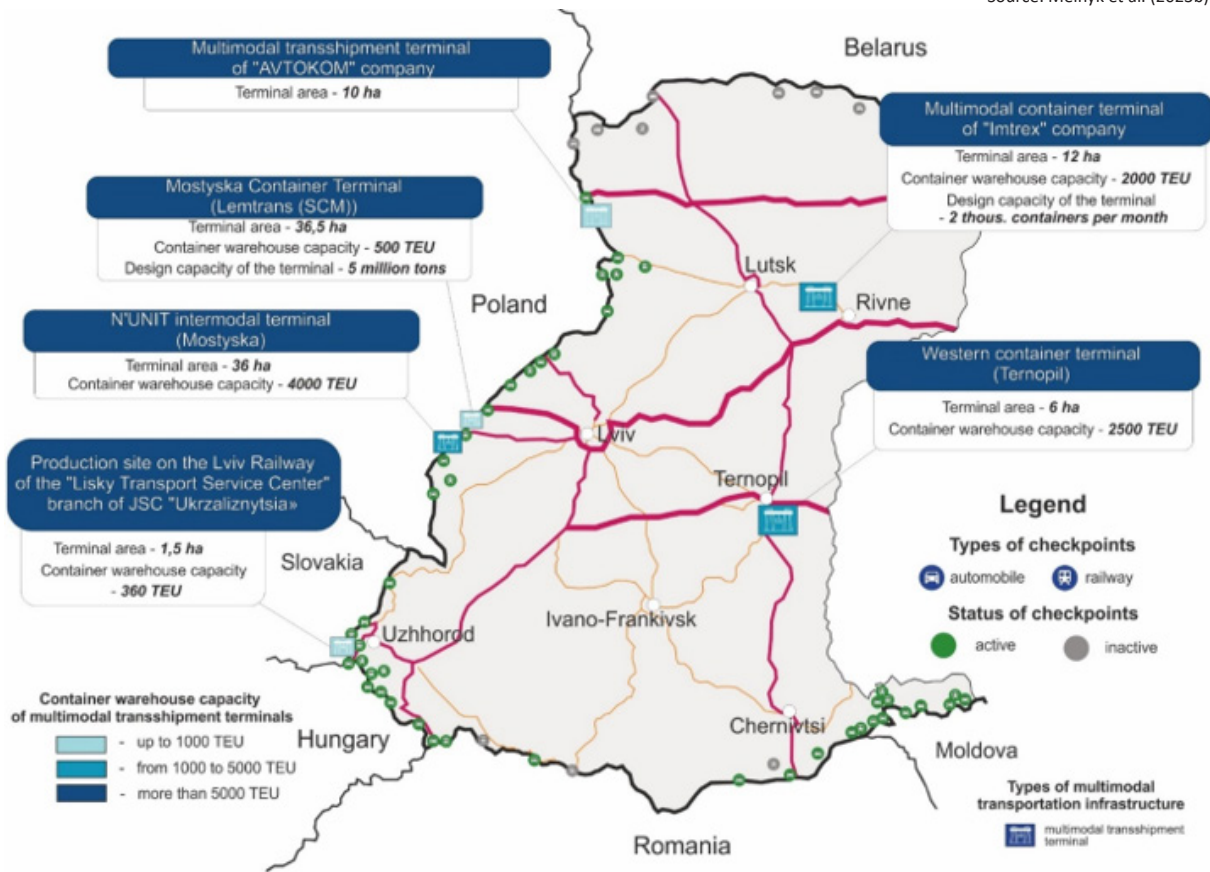 Source: Melnyk et al. (2023b)
Multimodal transshipment terminal
of "AVTOKOM" company
Terminal area - 10 ha
Belarus
Multimodal container terminal
of "Imtrex" company
Terminal area - 12 ha
Container warehouse capacity - 2000 TEU
Design capacity of the terminal
- 2 thous. containers per month
Mostyska Container Terminal
(Lemtrans (SCM))
Terminal area - 36,5 ha
Container warehouse capacity - 500 TEU
Design capacity of the terminal - 5 million tons
Lutsk
Rivne
Poland
N'UNIT intermodal terminal
(Mostyska)
Terminal area - 36 ha
Container warehouse capacity - 4000 TEU
Western container terminal
(Ternopil)
Terminal area - 6 ha
Container warehouse capacity - 2500 TEU
Lviv
Ternopil
Production site on the Lviv Railway
of the "Lisky Transport Service Center"
branch of JSC "Ukrzaliznytsia»
Terminal area - 1,5 ha
Container warehouse capacity
- 360 TEU
Slovakia
Ivano-Frankivsk
Uzhhorod
Legend
Types of checkpoints
automobile railway
Status of checkpoints
active inactive
Container warehouse capacity
of multimodal transshipment terminals
- up to 1000 TEU
- from 1000 to 5000 TEU
- more than 5000 TEU
Hungary
Chernivtsi
Moldova
Romania
Types of multimodal
transportation infrastructure
multimodal transshipment
terminal